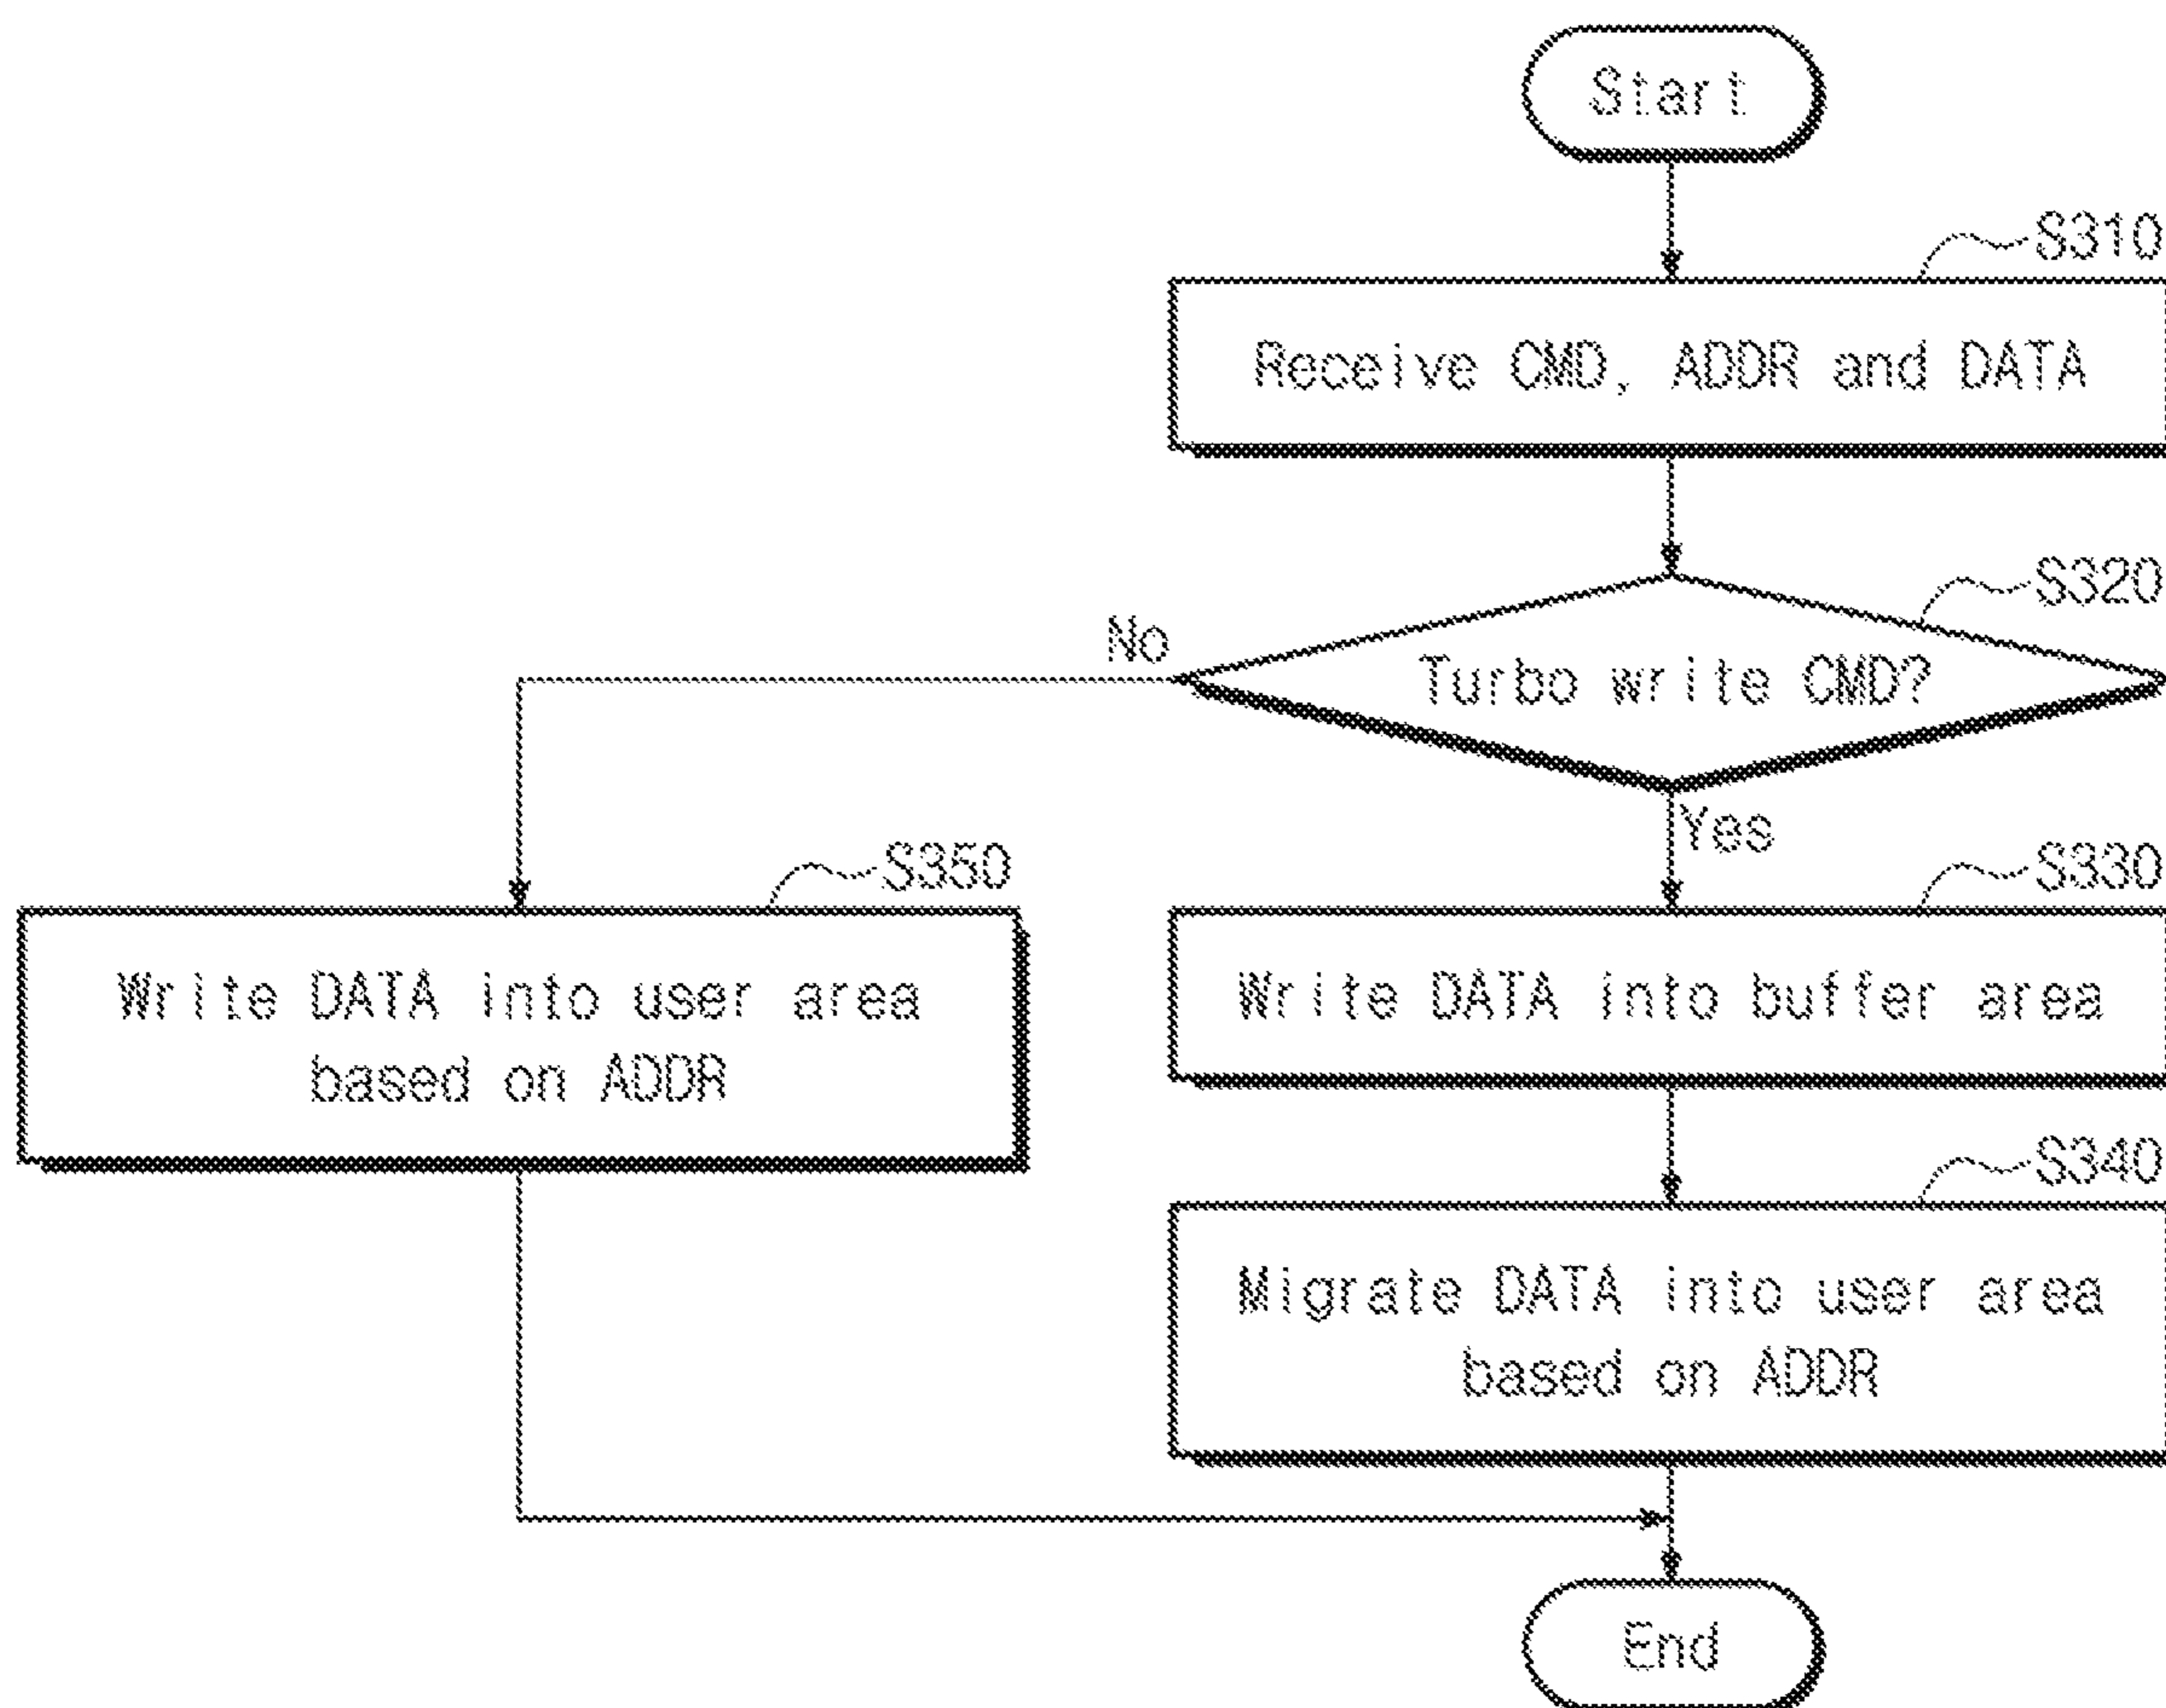 Start
S310
Receive CMD, ADDR and DATA
S320
Turbo write CMD?
No
Yes
S350
Write DATA into user area
based on ADDR
S330
Write DATA into buffer area
S340
Migrate DATA into user area
based on ADDR
End